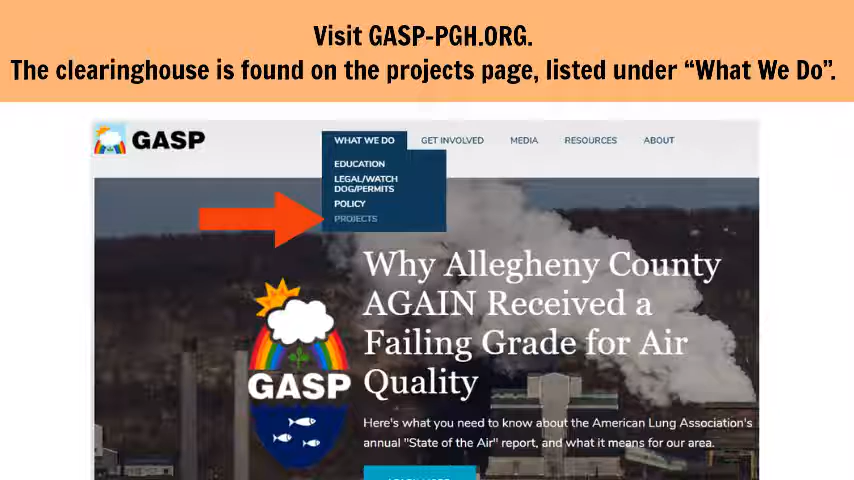 Visit GASP-PGH.ORG.
The clearinghouse is found on the projects page, listed under “What We Do”.
GASP
WHAT WE DO GET INVOLVED MEDIA RESOURCES ABOUT
EDUCATION
LEGAL/WATCH
DOG/PERMITS
POLICY
PROJECTS
Why Allegheny County
AGAIN Received a
Failing Grade for Air
Quality
GASP
Here's what you need to know about the American Lung Association's
annual "State of the Air" report, and what it means for our area.